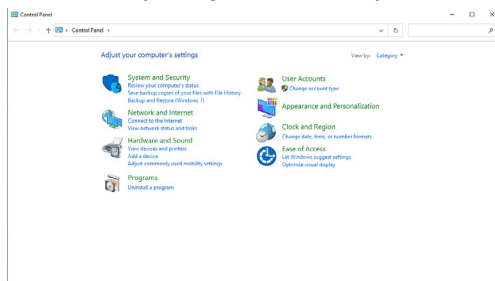 Control Panel
Control Panel
Adjust your computer's settings
View by: Category
System and Security
Review your computer's status
Save backup copies of your files with File History
Backup and Restore (Windows 7)
Network and Internet
Connect to the Internet
View network status and tasks
Hardware and Sound
View devices and printers
Add a device
Adjust commonly used mobility settings
Programs
Uninstall a program
User Accounts
Change account type
Appearance and Personalization
Clock and Region
Change date, time, or number formats
Ease of Access
Let Windows suggest settings
Optimize visual display